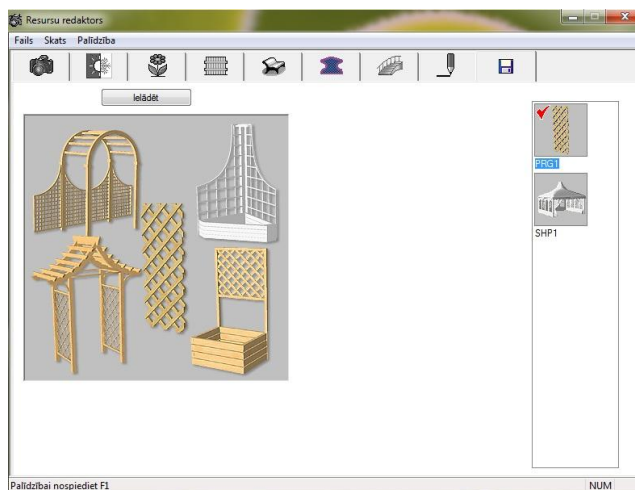 Resursu redaktors
Fails Skats Palīdzība
Ielādēt
PRG1
SHP1
Palīdzībai nospiediet F1 NUM